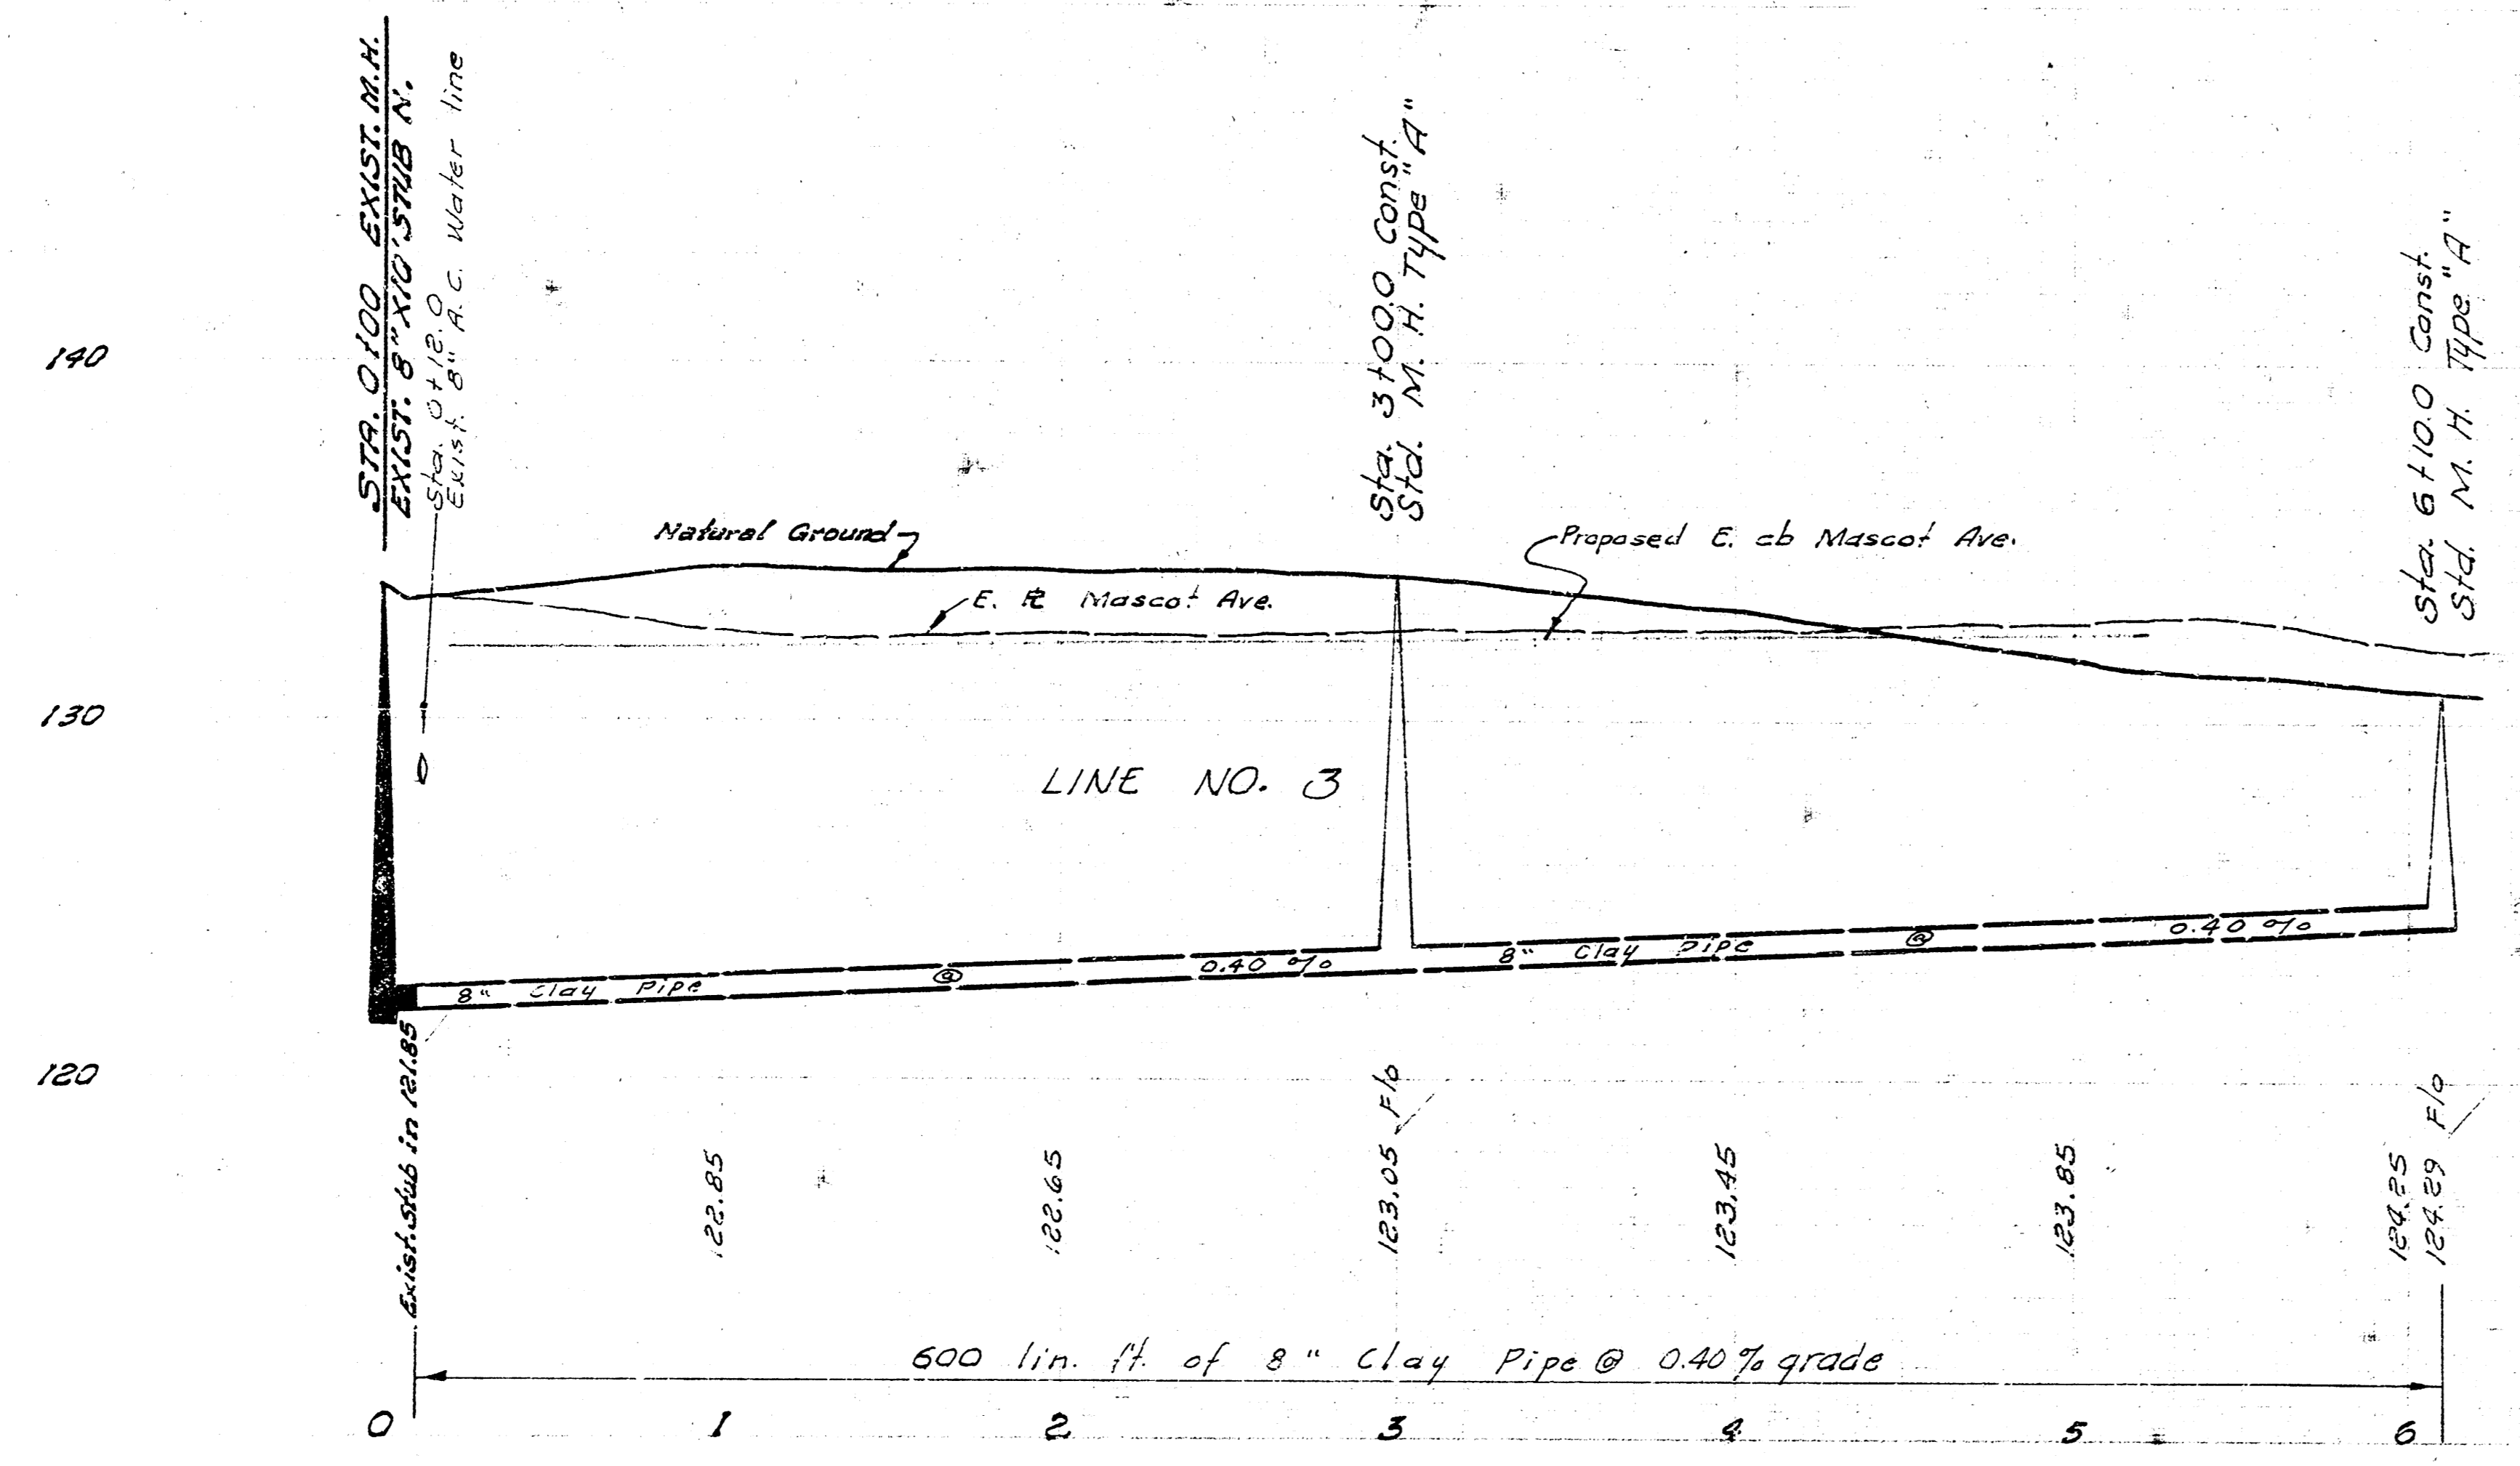 STA. 0+00 EXIST. M.H.
EXIST. 8"X10' STUB N.
Sta. 0+12.0
Exist. 8" A.C. Water line
Sta. 3+00.0 Const.
Std. M. H. Type "A"
Sta. 6+10.0 Const.
Std. M. H. Type "A"
140
Natural Ground
Proposed E. cb Mascot Ave.
E. ℄ Mascot Ave.
130
LINE NO. 3
8" Clay Pipe @ 0.40 %
8" Clay Pipe @ 0.40 %
120
Exist. Stub in 121.85
122.85
122.65
123.05 F/o
123.45
123.85
124.25
124.29 F/o
600 lin. ft. of 8" Clay Pipe @ 0.40 % grade
0 1 2 3 4 5 6